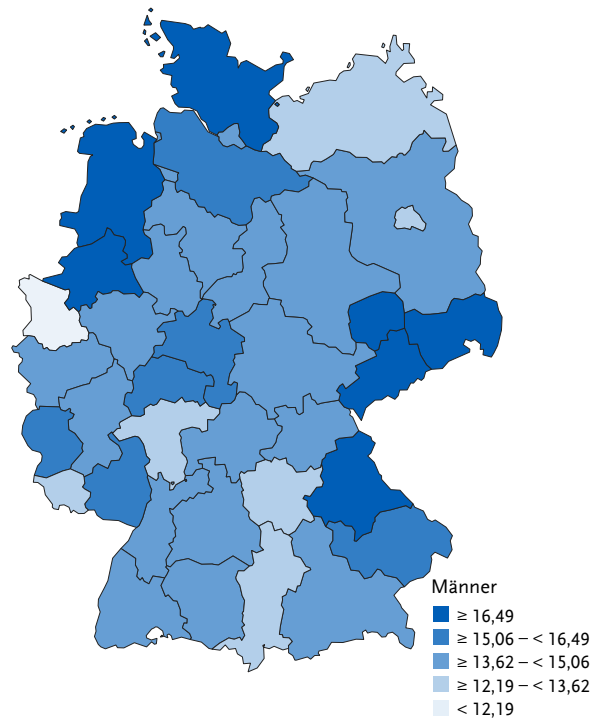 Männer
≥ 16,49
≥ 15,06 – < 16,49
≥ 13,62 – < 15,06
≥ 12,19 – < 13,62
< 12,19